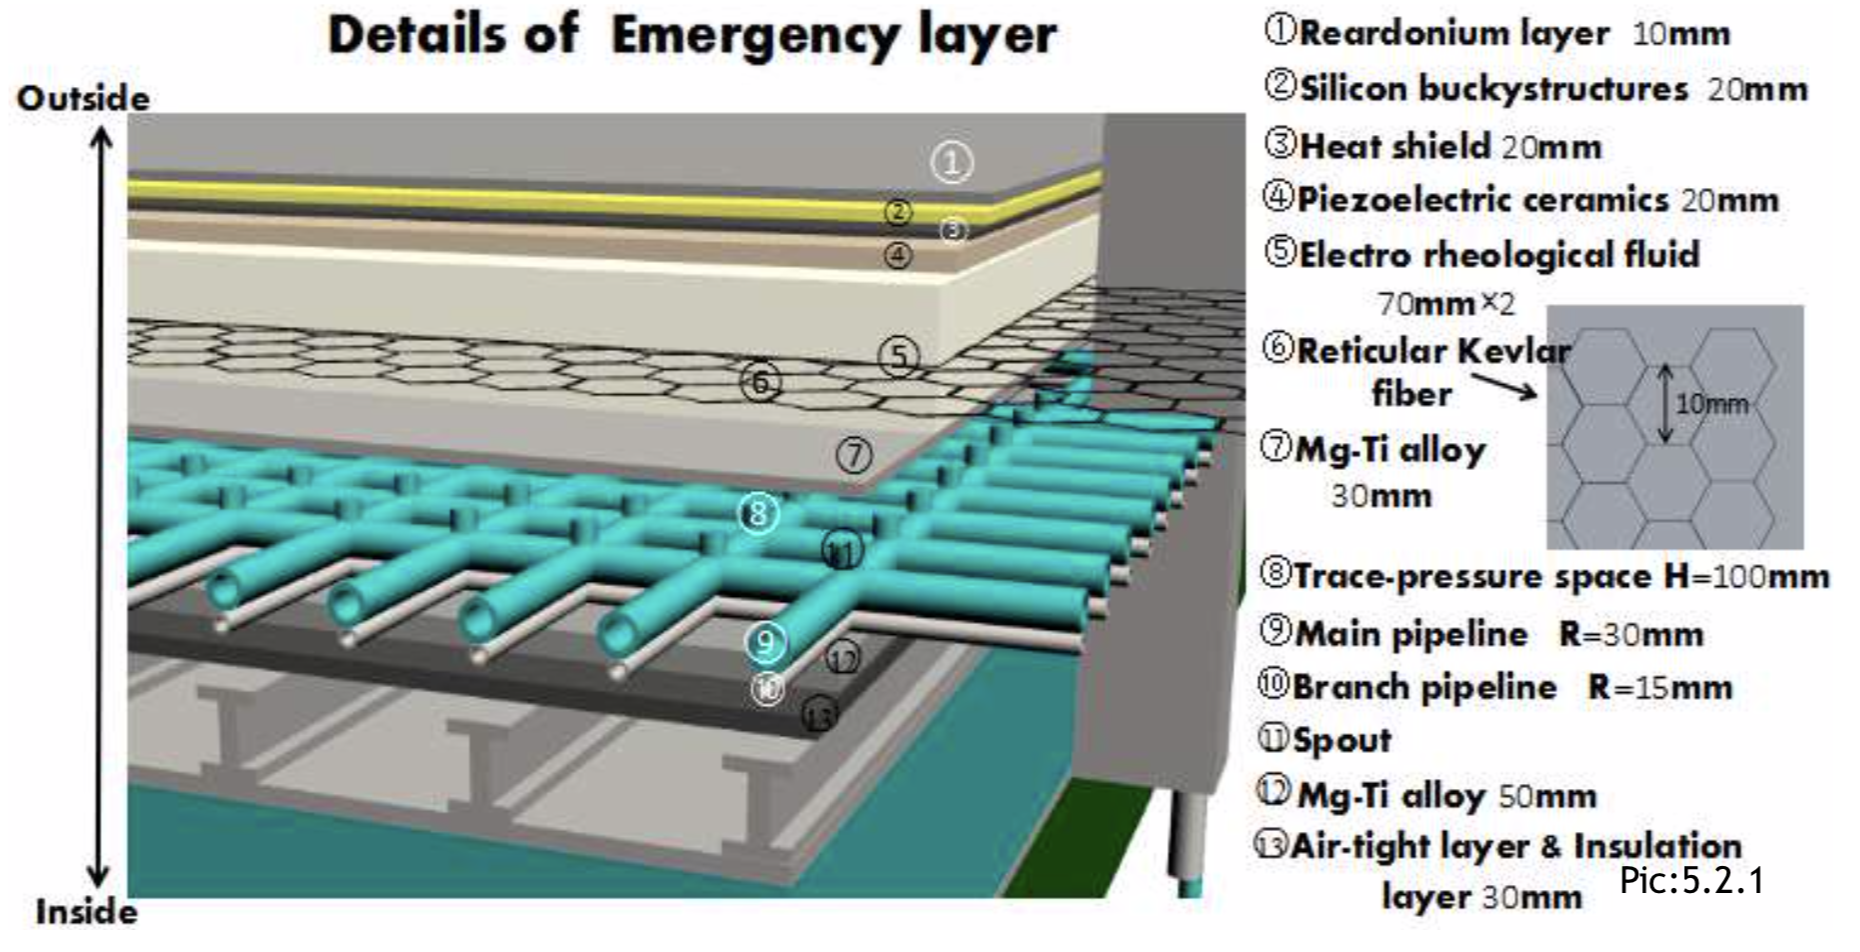 Details of Emergency layer
Outside
①
②
③
④
⑤
⑥
⑦
⑧
⑪
⑨
⑫
⑩
⑬
Inside
①Reardonium layer 10mm
②Silicon buckystructures 20mm
③Heat shield 20mm
④Piezoelectric ceramics 20mm
⑤Electro rheological fluid
70mm×2
⑥Reticular Kevlar
fiber
10mm
⑦Mg-Ti alloy
30mm
⑧Trace-pressure space H=100mm
⑨Main pipeline R=30mm
⑩Branch pipeline R=15mm
⑪Spout
⑫Mg-Ti alloy 50mm
⑬Air-tight layer & Insulation
layer 30mm
Pic:5.2.1